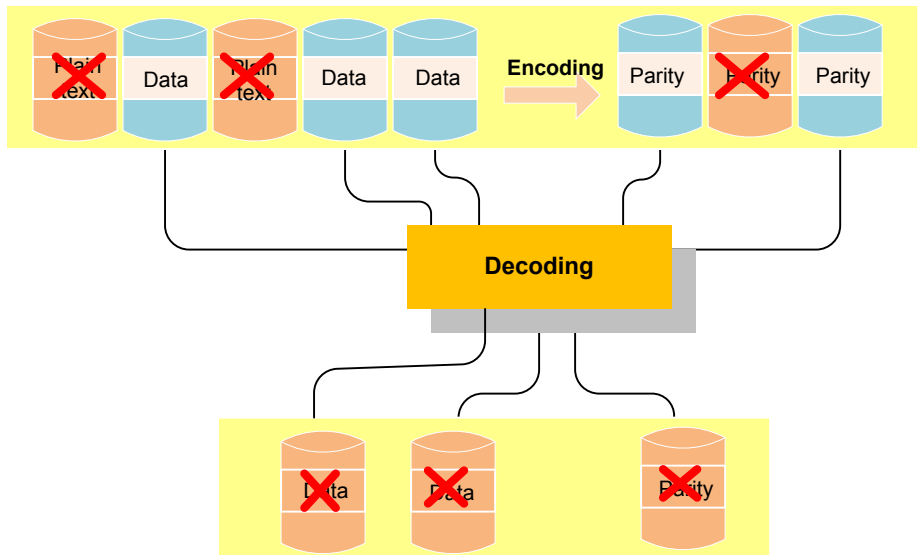 Plain
text
Data
Plain
text
Data
Data
Encoding
Parity
Parity
Parity
Decoding
Data
Data
Parity